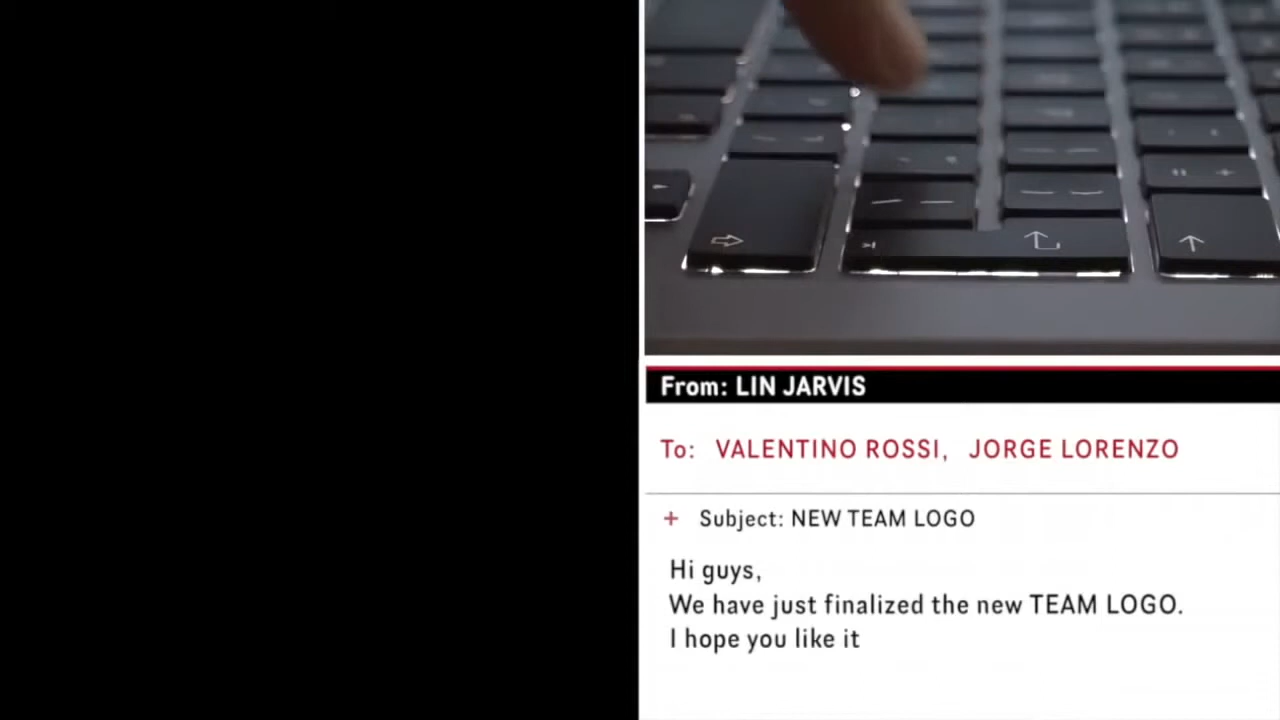 From: LIN JARVIS
To: VALENTINO ROSSI, JORGE LORENZO
+ Subject: NEW TEAM LOGO
Hi guys,
We have just finalized the new TEAM LOGO.
I hope you like it